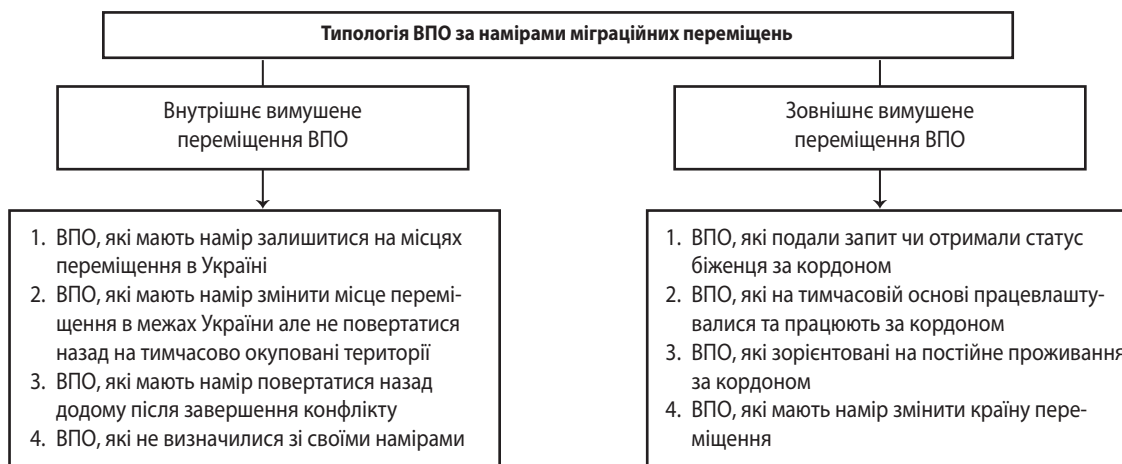 Типологія ВПО за намірами міграційних переміщень
Внутрішнє вимушене
переміщення ВПО
Зовнішнє вимушене
переміщення ВПО
1. ВПО, які мають намір залишитися на місцях
переміщення в Україні
2. ВПО, які мають намір змінити місце перемі-
щення в межах України але не повертатися
назад на тимчасово окуповані території
3. ВПО, які мають намір повертатися назад
додому після завершення конфлікту
4. ВПО, які не визначилися зі своїми намірами
1. ВПО, які подали запит чи отримали статус
біженця за кордоном
2. ВПО, які на тимчасовій основі працевлашту-
валися та працюють за кордоном
3. ВПО, які зорієнтовані на постійне проживання
за кордоном
4. ВПО, які мають намір змінити країну пере-
міщення